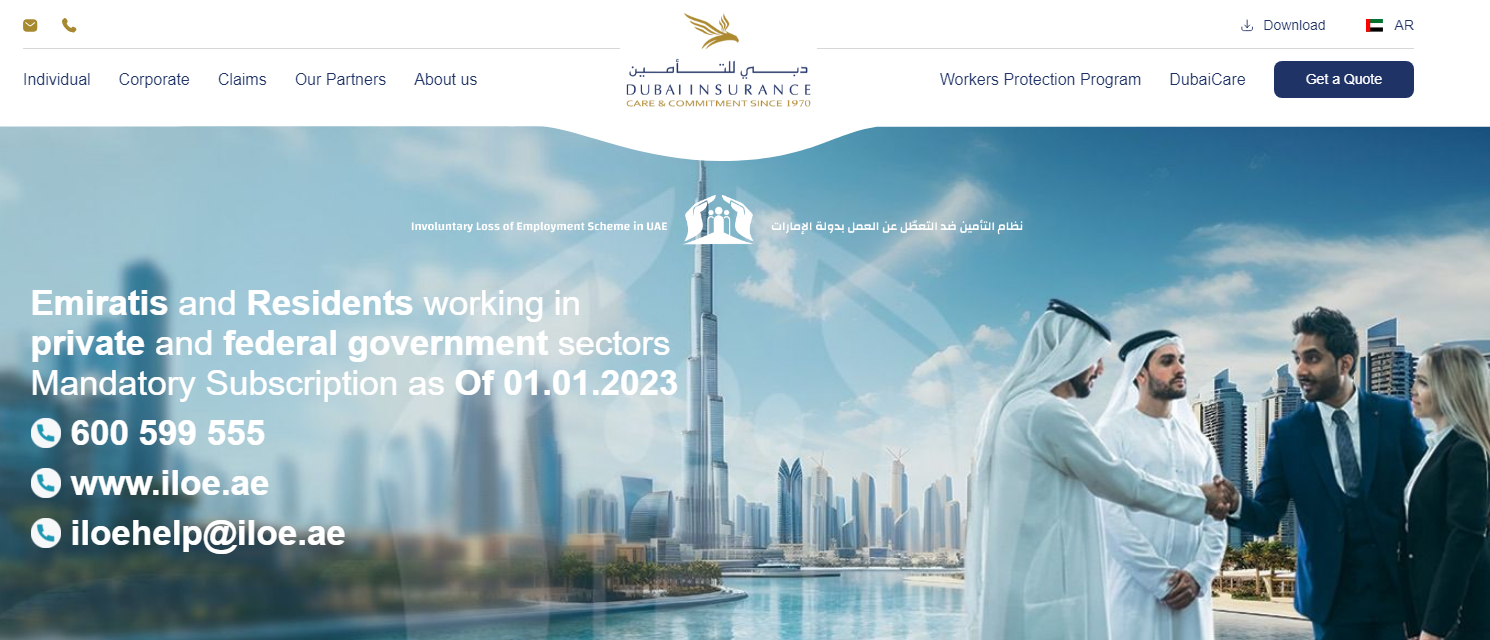 Download
AR
Individual
Corporate
Claims
Our Partners
About us
دبي للتأمين
DUBAI INSURANCE
CARE & COMMITMENT SINCE 1970
Workers Protection Program
DubaiCare
Get a Quote
Involuntary Loss of Employment Scheme in UAE
نظام التأمين ضد التعطّل عن العمل بدولة الإمارات
Emiratis and Residents working in
private and federal government sectors
Mandatory Subscription as Of 01.01.2023
600 599 555
www.iloe.ae
iloehelp@iloe.ae